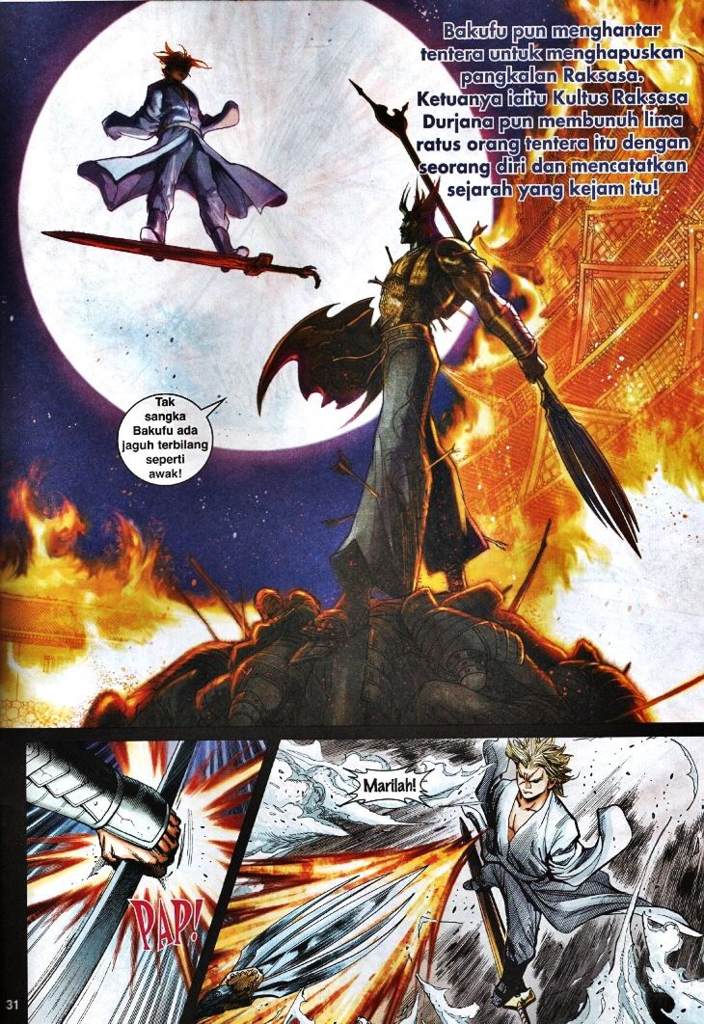 Bakufu pun menghantar
tentera untuk menghapuskan
pangkalan Raksasa.
Ketuanya iaitu Kultus Raksasa
Durjana pun membunuh lima
ratus orang tentera itu dengan
seorang diri dan mencatatkan
sejarah yang kejam itu!
Tak
sangka
Bakufu ada
jaguh terbilang
seperti
awak!
PAP!
Marilah!
31